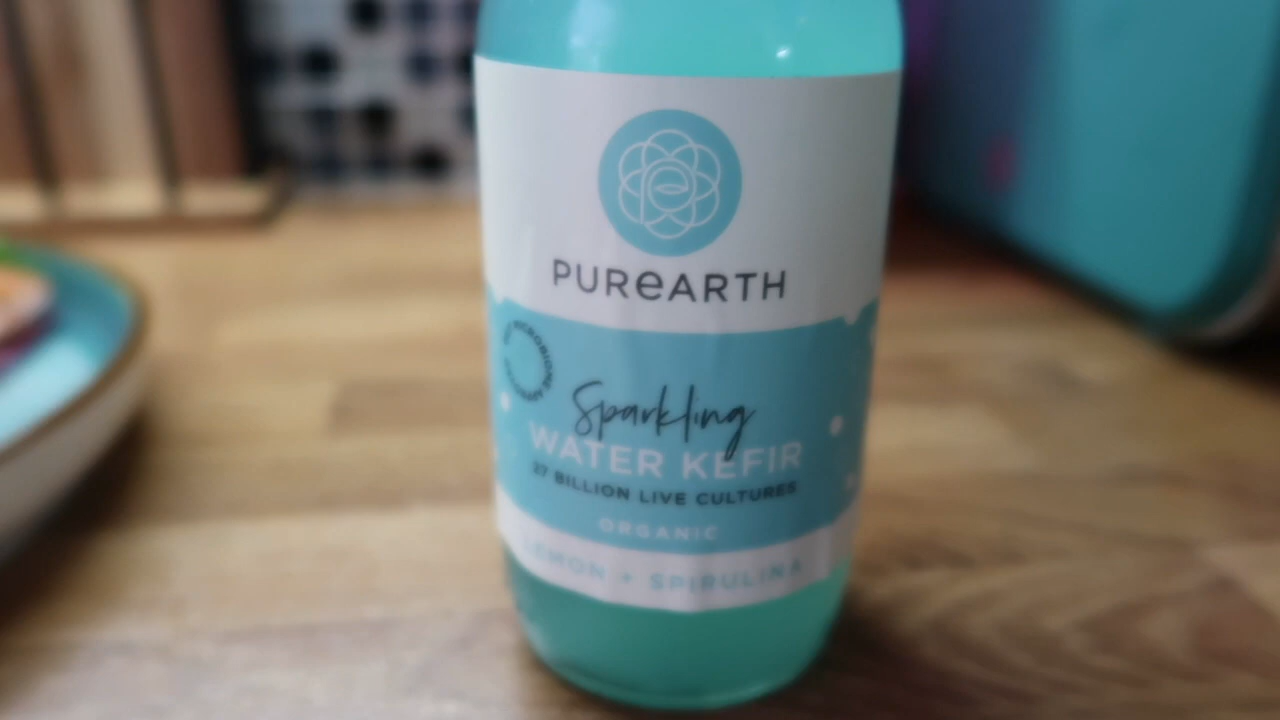 PUReARTH
Sparkling
WATER KEFIR
27 BILLION LIVE CULTURES
ORGANIC
LEMON + SPIRULINA